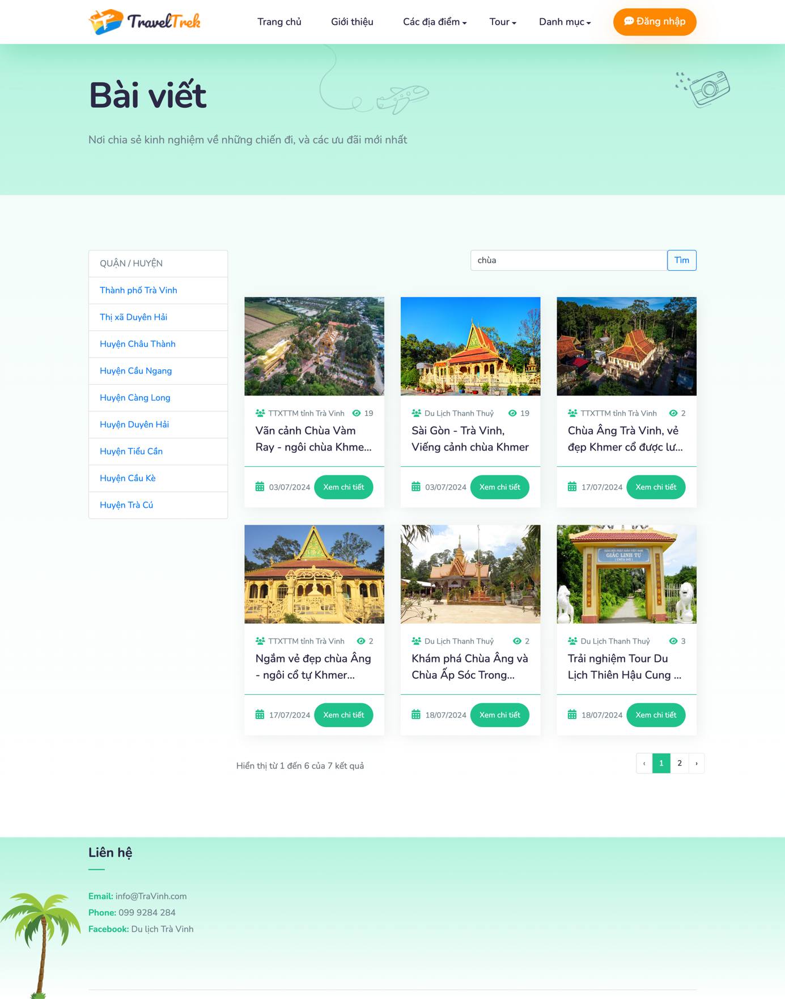 TravelTrek
Trang chủ
Giới thiệu
Các địa điểm
Tour
Danh mục
Đăng nhập
Bài viết
Nơi chia sẻ kinh nghiệm về những chiến đi, và các ưu đãi mới nhất
QUẬN / HUYỆN
Thành phố Trà Vinh
Thị xã Duyên Hải
Huyện Châu Thành
Huyện Cầu Ngang
Huyện Càng Long
Huyện Duyên Hải
Huyện Tiểu Cần
Huyện Cầu Kè
Huyện Trà Cú
chùa
Tìm
TTXTTM tỉnh Trà Vinh 19
Vãn cảnh Chùa Vàm
Ray - ngôi chùa Khme...
03/07/2024
Xem chi tiết
Du Lịch Thanh Thuỷ 19
Sài Gòn - Trà Vinh,
Viếng cảnh chùa Khmer
03/07/2024
Xem chi tiết
TTXTTM tỉnh Trà Vinh 2
Chùa Âng Trà Vinh, vẻ
đẹp Khmer cổ được lư...
17/07/2024
Xem chi tiết
TTXTTM tỉnh Trà Vinh 2
Ngắm vẻ đẹp chùa Âng
- ngôi cổ tự Khmer...
17/07/2024
Xem chi tiết
Du Lịch Thanh Thuỷ 2
Khám phá Chùa Âng và
Chùa Ấp Sóc Trong...
18/07/2024
Xem chi tiết
GIÁO HỘI PHẬT GIÁO VIỆT NAM
GIÁC LINH TỰ
(CHÙA DƠI)
Du Lịch Thanh Thuỷ 3
Trải nghiệm Tour Du
Lịch Thiên Hậu Cung ...
18/07/2024
Xem chi tiết
Hiển thị từ 1 đến 6 của 7 kết quả
‹ 1 2 ›
Liên hệ
Email: info@TraVinh.com
Phone: 099 9284 284
Facebook: Du lịch Trà Vinh